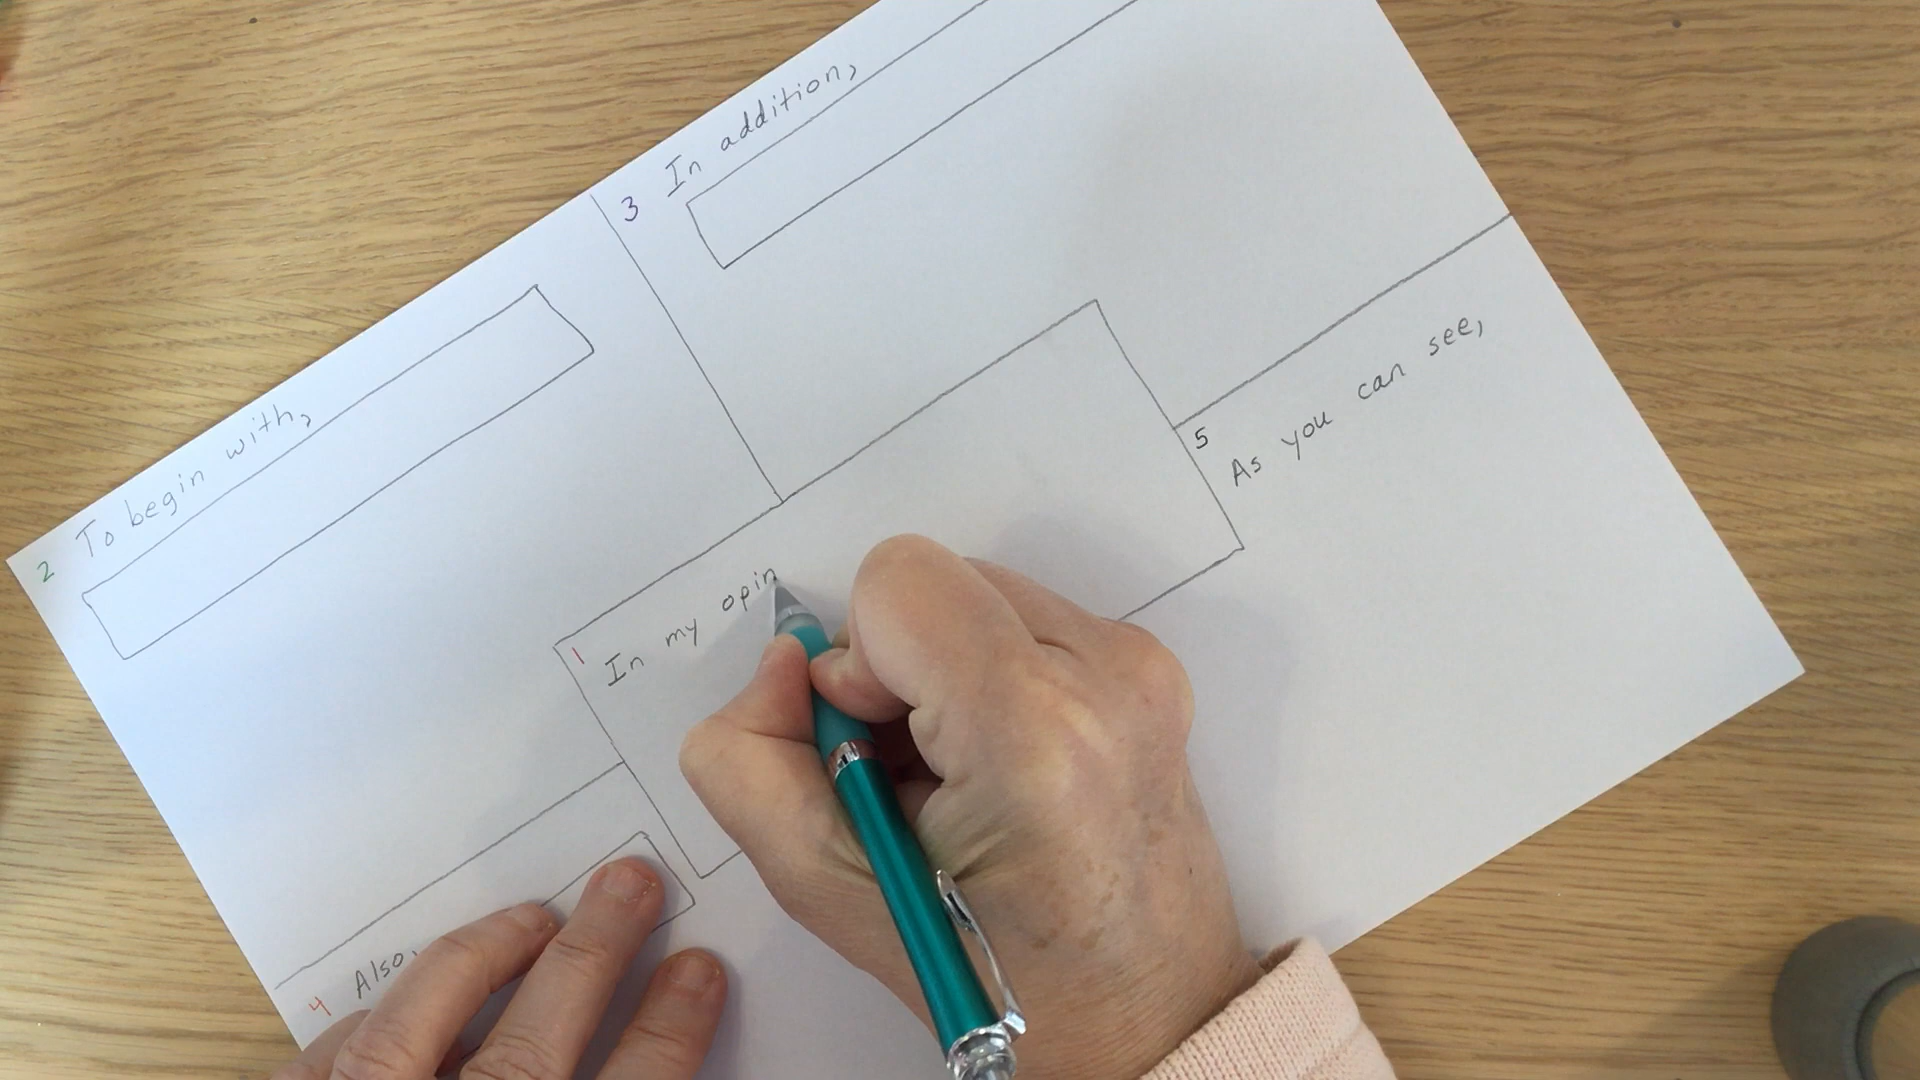 3 In addition,
2 To begin with,
5
As you can see,
1
In my opin
4 Also,